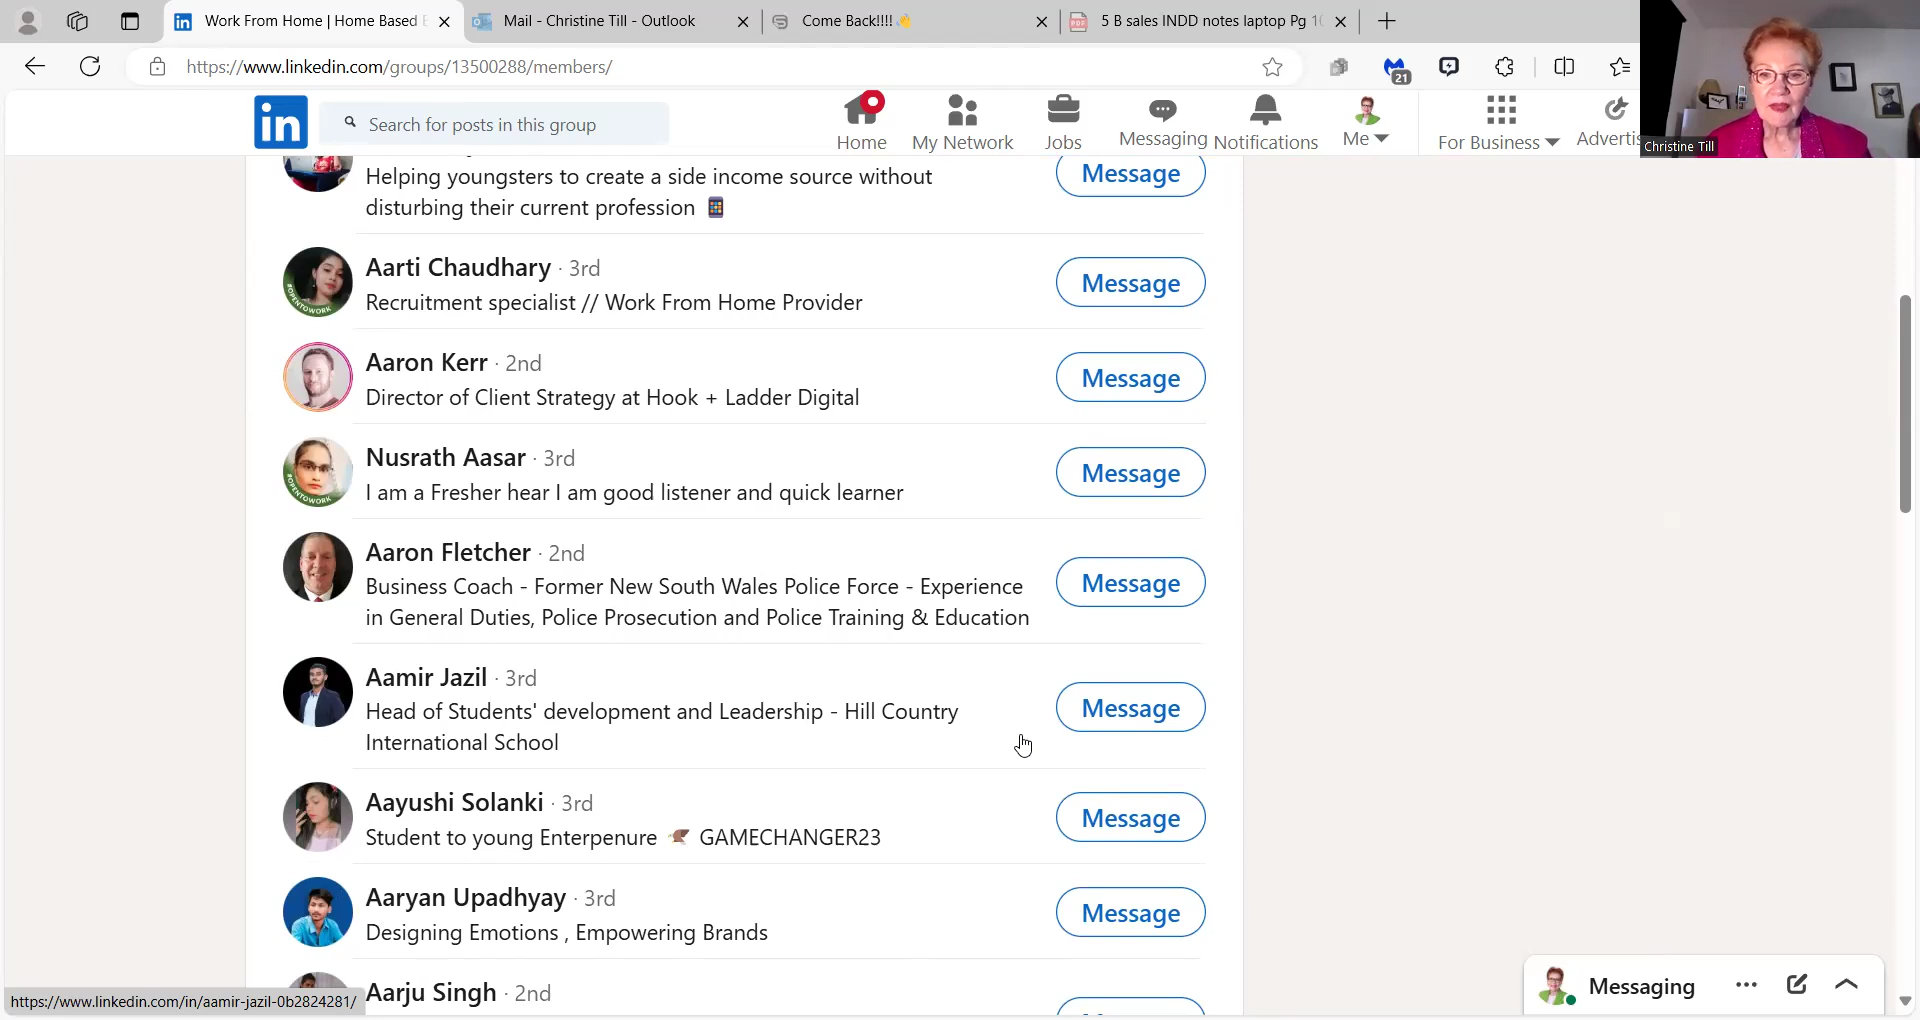 Work From Home | Home Based
Mail - Christine Till - Outlook
Come Back!!!! 👋
5 B sales INDD notes laptop Pg 10
https://www.linkedin.com/groups/13500288/members/
21
in
Search for posts in this group
Home
My Network
Jobs
Messaging
Notifications
Me
For Business
Adverti
Christine Till
Helping youngsters to create a side income source without
disturbing their current profession 📱
Message
Aarti Chaudhary · 3rd
Recruitment specialist // Work From Home Provider
Message
#OPENTOWORK
Aaron Kerr · 2nd
Director of Client Strategy at Hook + Ladder Digital
Message
Nusrath Aasar · 3rd
I am a Fresher hear I am good listener and quick learner
Message
#OPENTOWORK
Aaron Fletcher · 2nd
Business Coach - Former New South Wales Police Force - Experience
in General Duties, Police Prosecution and Police Training & Education
Message
Aamir Jazil · 3rd
Head of Students' development and Leadership - Hill Country
International School
Message
Aayushi Solanki · 3rd
Student to young Enterpenure 🦅 GAMECHANGER23
Message
Aaryan Upadhyay · 3rd
Designing Emotions , Empowering Brands
Message
Aarju Singh · 2nd
https://www.linkedin.com/in/aamir-jazil-0b2824281/
Messaging